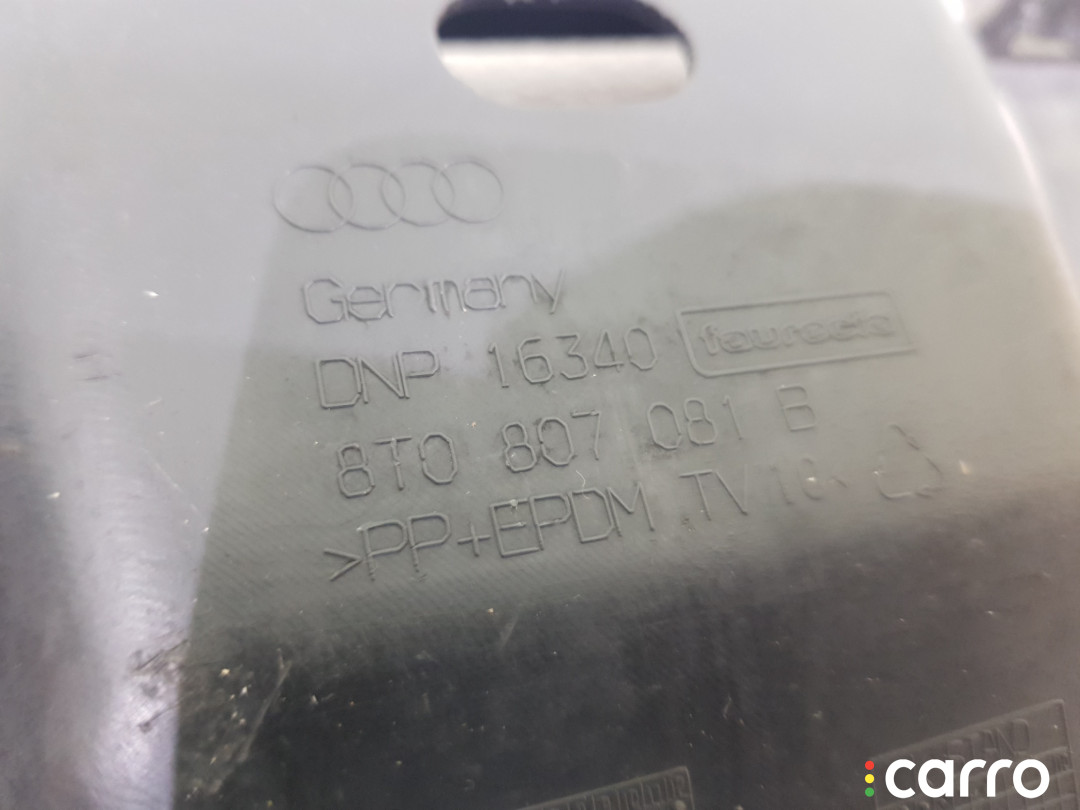 Germany
DNP 16340 faurecia
8T0 807 081 B
>PP+EPDM TV10<
carro